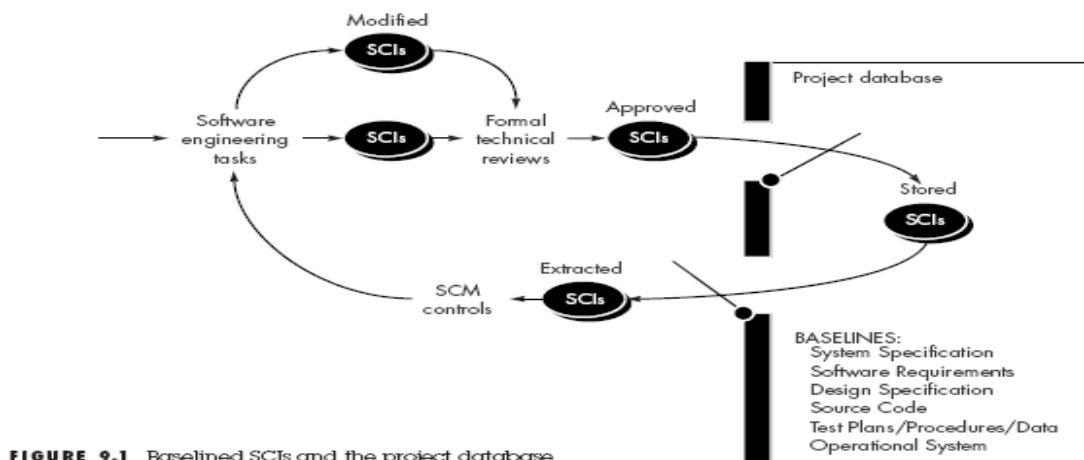 Modified
SCIs
Software
engineering
tasks
SCIs
Formal
technical
reviews
Approved
SCIs
Project database
Stored
SCIs
Extracted
SCIs
SCM
controls
BASELINES:
System Specification
Software Requirements
Design Specification
Source Code
Test Plans/Procedures/Data
Operational System
FIGURE 9.1 Baselined SCIs and the project database